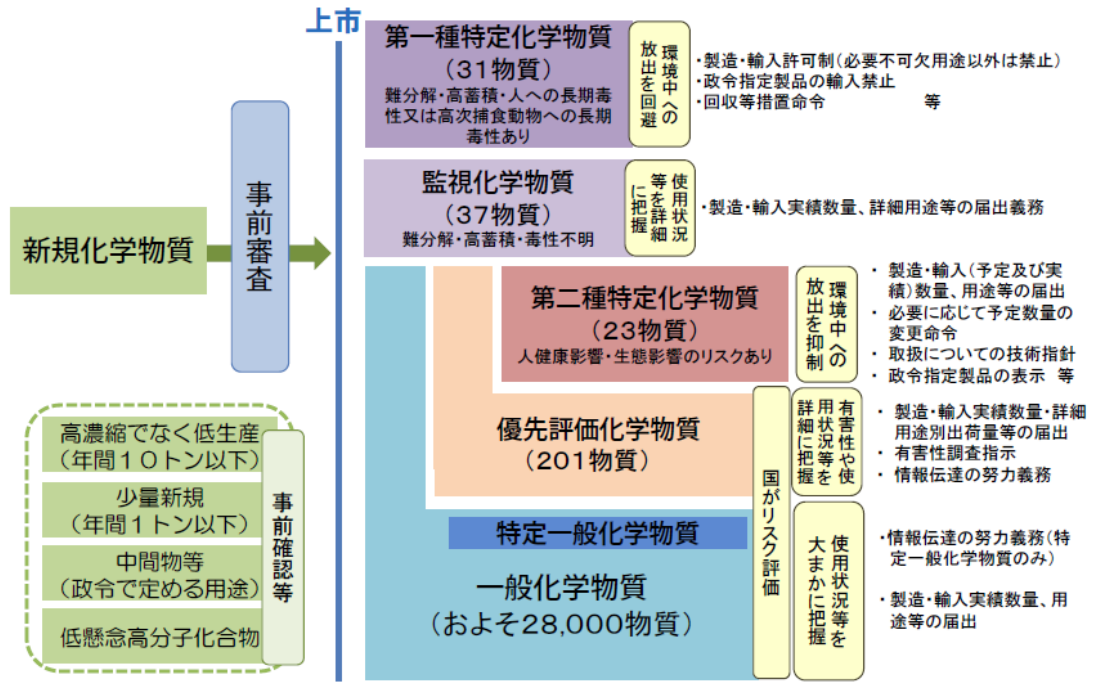 上市
新規化学物質
事前審査
高濃縮でなく低生産
（年間１０トン以下）
少量新規
（年間１トン以下）
中間物等
（政令で定める用途）
低懸念高分子化合物
事前確認等
第一種特定化学物質
（31物質）
難分解・高蓄積・人への長期毒
性又は高次捕食動物への長期
毒性あり
環境中への
放出を回避
・製造・輸入許可制（必要不可欠用途以外は禁止）
・政令指定製品の輸入禁止
・回収等措置命令　　　　　等
監視化学物質
（37物質）
難分解・高蓄積・毒性不明
使用状況
等を詳細
に把握
・製造・輸入実績数量、詳細用途等の届出義務
第二種特定化学物質
（23物質）
人健康影響・生態影響のリスクあり
環境中への
放出を抑制
・ 製造・輸入（予定及び実
績）数量、用途等の届出
・ 必要に応じて予定数量の
変更命令
・ 取扱についての技術指針
・ 政令指定製品の表示　等
優先評価化学物質
（201物質）
有害性や使
用状況等を
詳細に把握
・ 製造・輸入実績数量・詳細
用途別出荷量等の届出
・ 有害性調査指示
・ 情報伝達の努力義務
国がリスク評価
特定一般化学物質
一般化学物質
（およそ28,000物質）
使用状況等を
大まかに把握
・情報伝達の努力義務（特
定一般化学物質のみ）
・製造・輸入実績数量、用
途等の届出